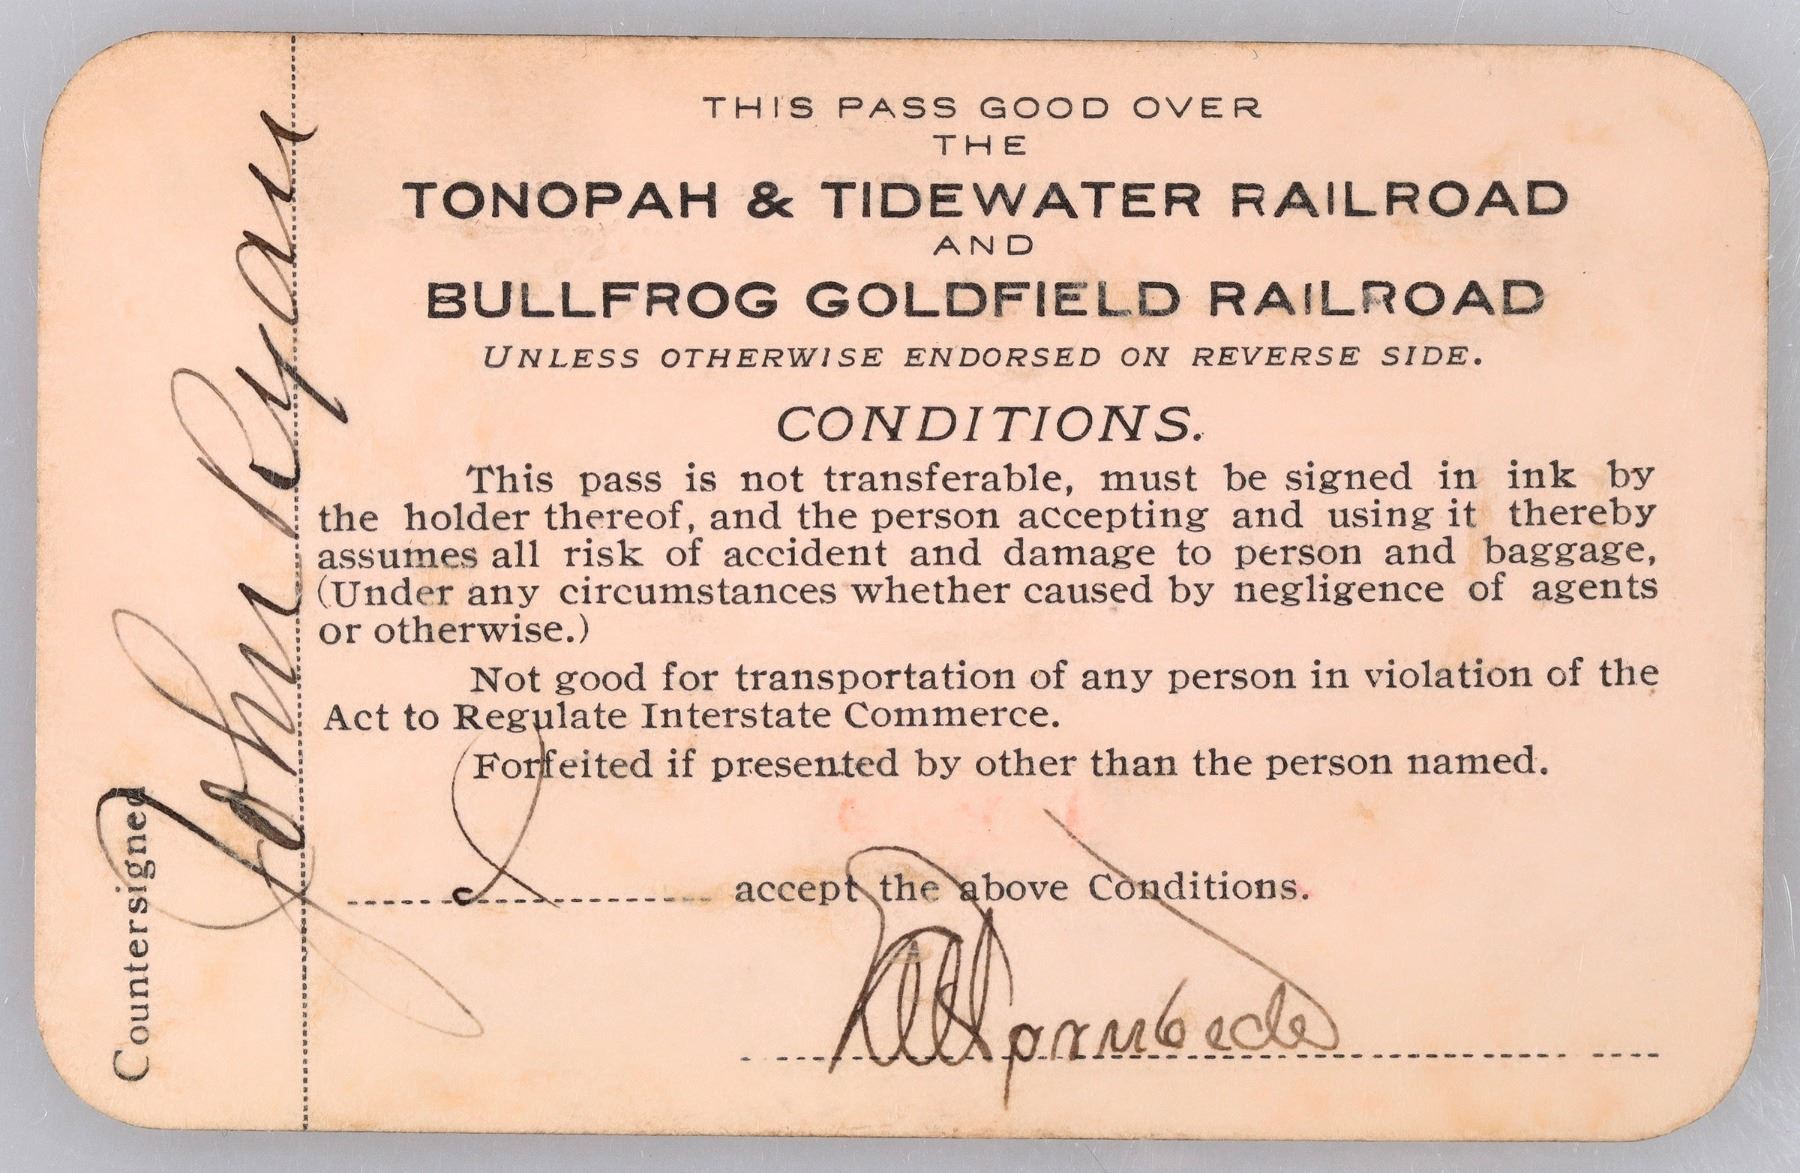 THIS PASS GOOD OVER
THE
TONOPAH & TIDEWATER RAILROAD
AND
BULLFROG GOLDFIELD RAILROAD
UNLESS OTHERWISE ENDORSED ON REVERSE SIDE.
CONDITIONS.
This pass is not transferable, must be signed in ink by
the holder thereof, and the person accepting and using it thereby
assumes all risk of accident and damage to person and baggage,
(Under any circumstances whether caused by negligence of agents
or otherwise.)
Not good for transportation of any person in violation of the
Act to Regulate Interstate Commerce.
Forfeited if presented by other than the person named.
I accept the above Conditions.
Countersigned
John Ryan